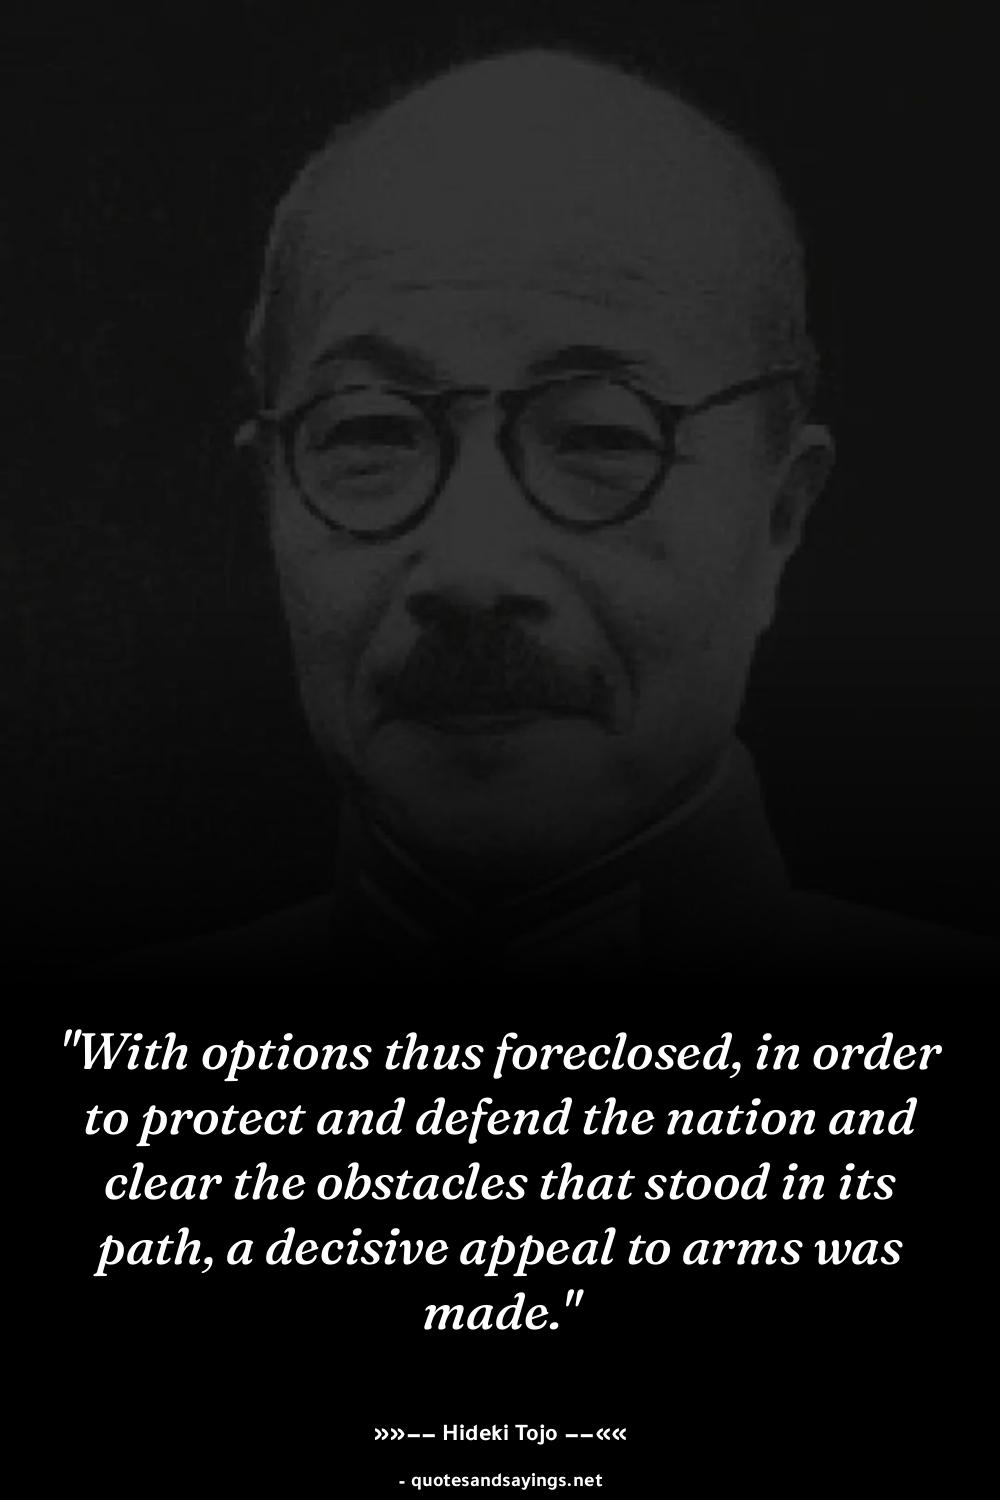 "With options thus foreclosed, in order
to protect and defend the nation and
clear the obstacles that stood in its
path, a decisive appeal to arms was
made."
»»−− Hideki Tojo −−««
- quotesandsayings.net